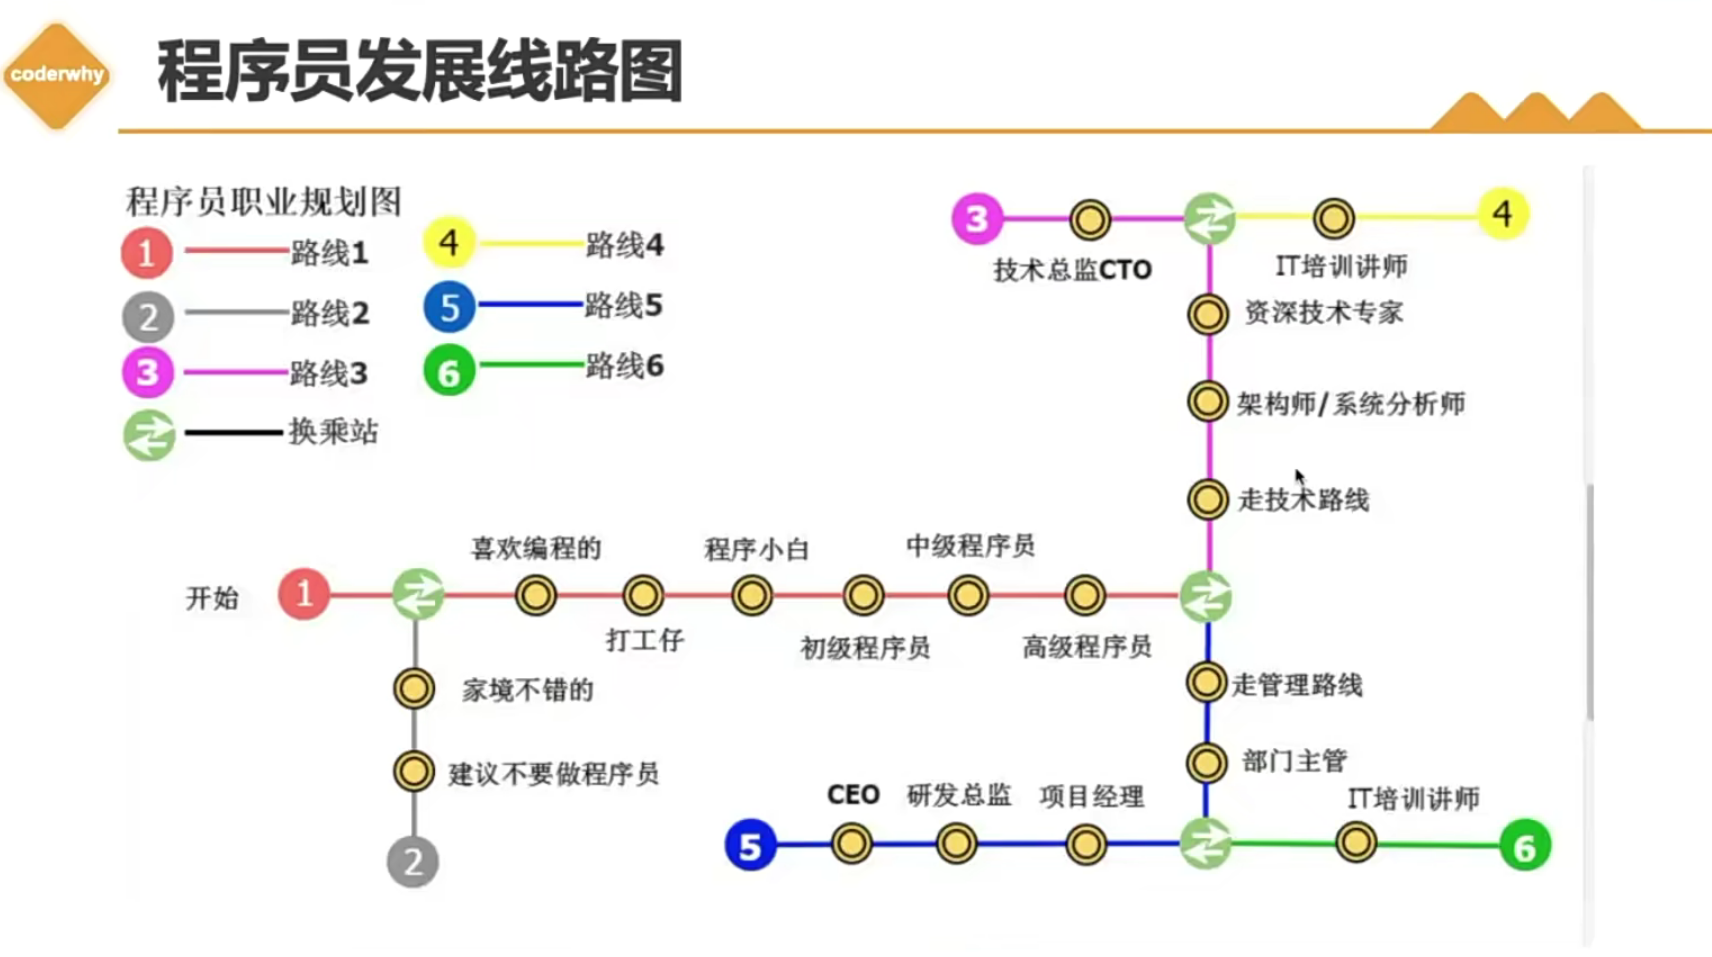 coderwhy
程序员发展线路图
程序员职业规划图
1 路线1
2 路线2
3 路线3
换乘站
4 路线4
5 路线5
6 路线6
3
4
技术总监CTO
IT培训讲师
资深技术专家
架构师/系统分析师
走技术路线
喜欢编程的
程序小白
中级程序员
开始
1
打工仔
初级程序员
高级程序员
家境不错的
走管理路线
建议不要做程序员
部门主管
2
CEO
研发总监
项目经理
IT培训讲师
5
6